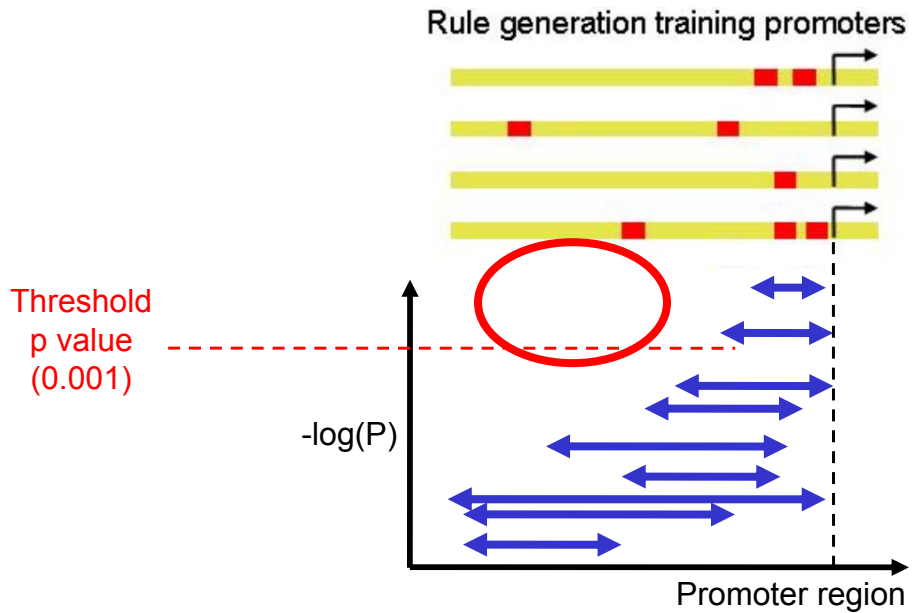 Rule generation training promoters
Threshold
p value
(0.001)
-log(P)
Promoter region